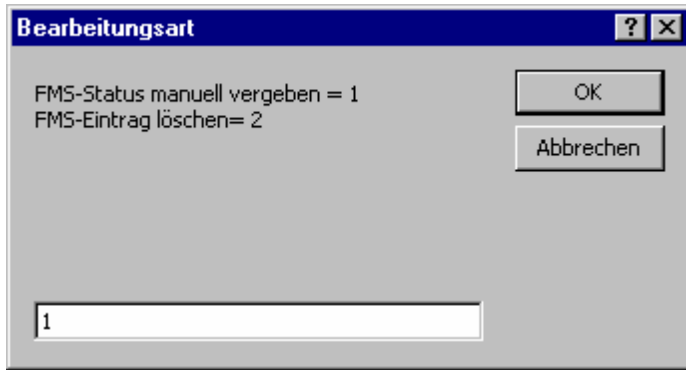 Bearbeitungsart
FMS-Status manuell vergeben = 1
FMS-Eintrag löschen= 2
OK
Abbrechen
1